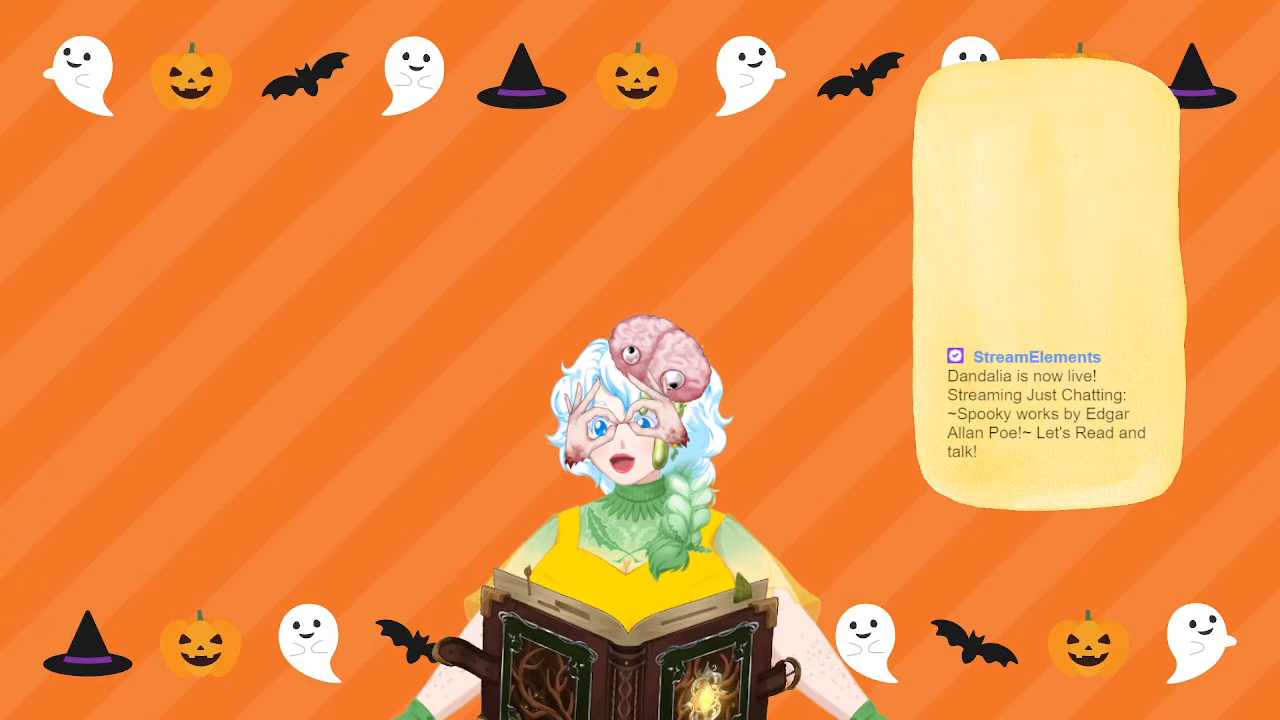 StreamElements
Dandalia is now live!
Streaming Just Chatting:
~Spooky works by Edgar
Allan Poe!~ Let's Read and
talk!